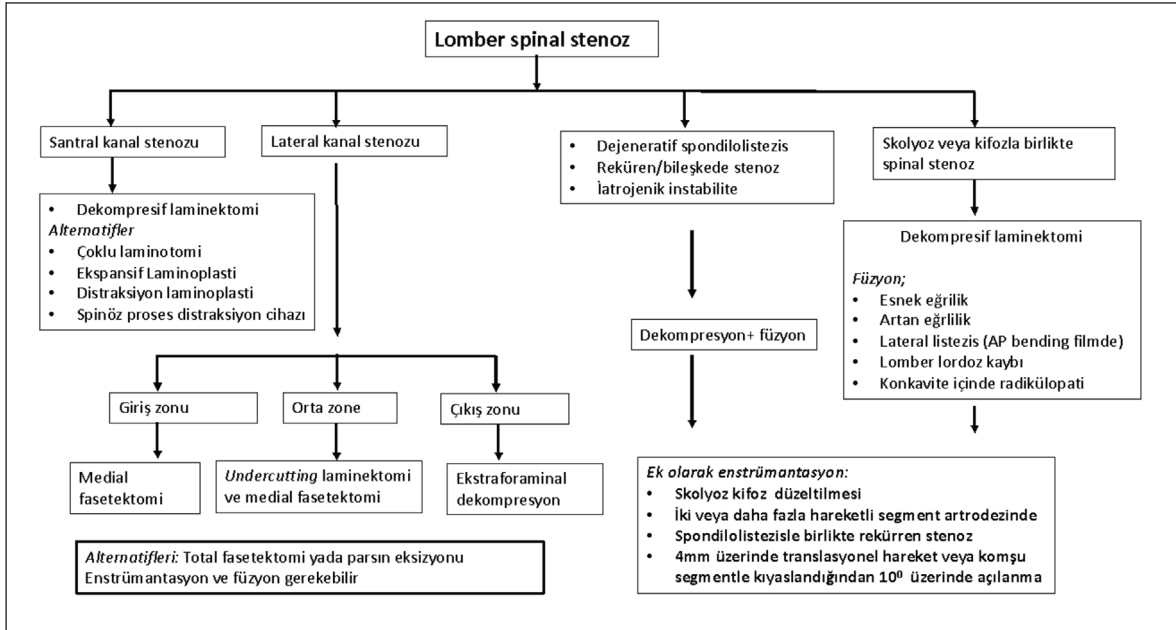 Lomber spinal stenoz
Santral kanal stenozu
Lateral kanal stenozu
• Dejeneratif spondilolistezis
• Reküren/bileşkede stenoz
• İatrojenik instabilite
Skolyoz veya kifozla birlikte
spinal stenoz
• Dekompresif laminektomi
Alternatifler
• Çoklu laminotomi
• Ekspansif Laminoplasti
• Distraksiyon laminoplasti
• Spinöz proses distraksiyon cihazı
Dekompresif laminektomi
Füzyon;
• Esnek eğrilik
• Artan eğrlilik
• Lateral listezis (AP bending filmde)
• Lomber lordoz kaybı
• Konkavite içinde radikülopati
Dekompresyon+ füzyon
Giriş zonu
Orta zone
Çıkış zonu
Medial
fasetektomi
Undercutting laminektomi
ve medial fasetektomi
Ekstraforaminal
dekompresyon
Ek olarak enstrümantasyon:
• Skolyoz kifoz düzeltilmesi
• İki veya daha fazla hareketli segment artrodezinde
• Spondilolistezisle birlikte rekürren stenoz
• 4mm üzerinde translasyonel hareket veya komşu
segmentle kıyaslandığından 10⁰ üzerinde açılanma
Alternatifleri: Total fasetektomi yada parsın eksizyonu
Enstrümantasyon ve füzyon gerekebilir